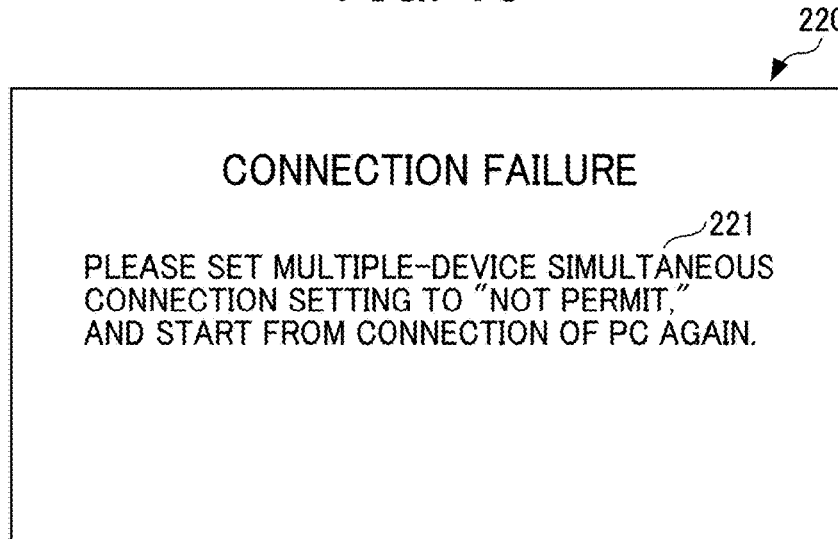 220
CONNECTION FAILURE
221
PLEASE SET MULTIPLE-DEVICE SIMULTANEOUS
CONNECTION SETTING TO "NOT PERMIT,"
AND START FROM CONNECTION OF PC AGAIN.